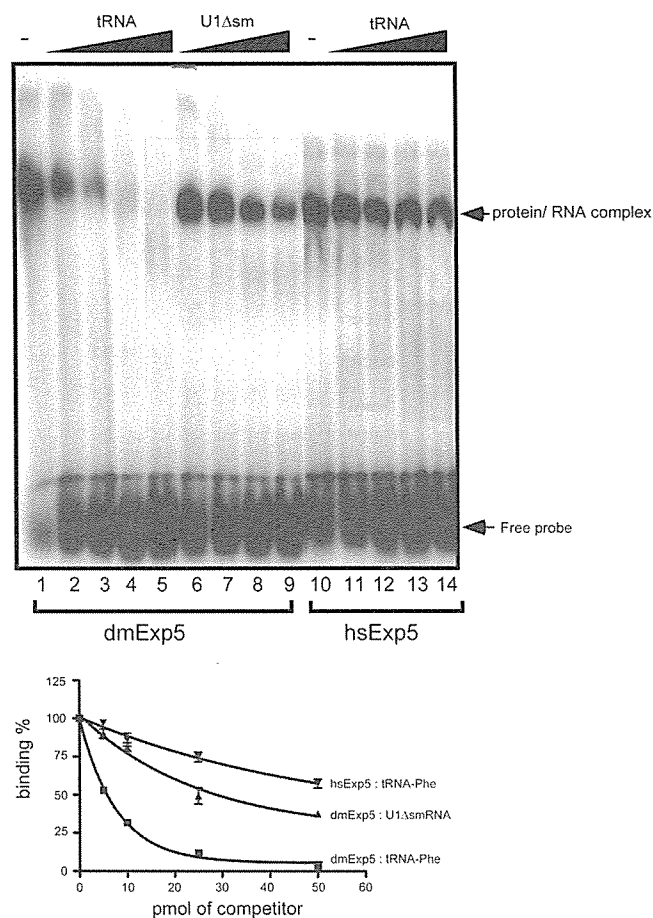 tRNA U1Δsm tRNA
- -
protein/ RNA complex
Free probe
1 2 3 4 5 6 7 8 9 10 11 12 13 14
dmExp5 hsExp5
125
100
75
50
25
0
binding %
hsExp5 : tRNA-Phe
dmExp5 : U1ΔsmRNA
dmExp5 : tRNA-Phe
0 10 20 30 40 50 60
pmol of competitor